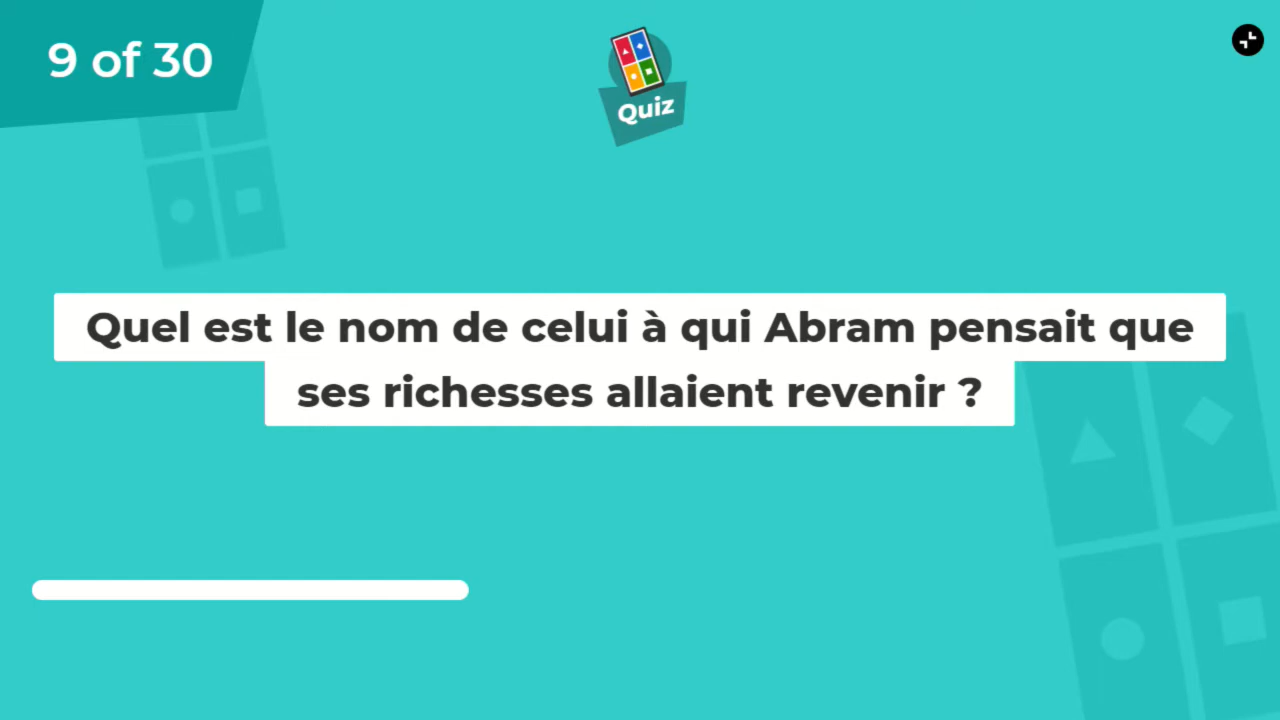 9 of 30
Quiz
Quel est le nom de celui à qui Abram pensait que
ses richesses allaient revenir ?